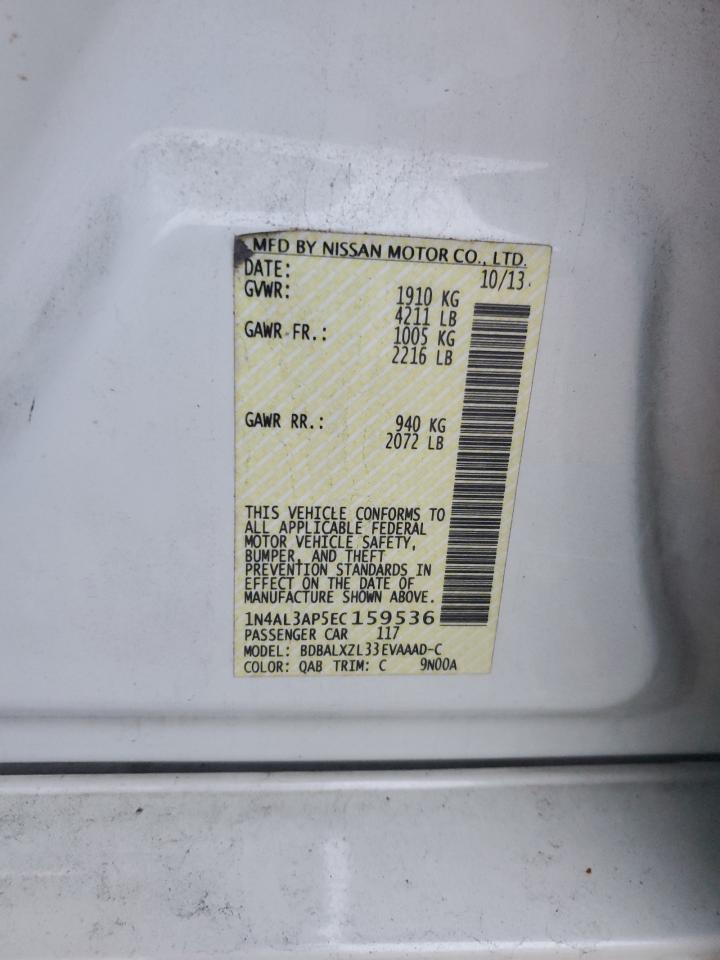 MFD BY NISSAN MOTOR CO., LTD.
DATE: 10/13
GVWR: 1910 KG
4211 LB
GAWR FR.: 1005 KG
2216 LB
GAWR RR.: 940 KG
2072 LB
THIS VEHICLE CONFORMS TO
ALL APPLICABLE FEDERAL
MOTOR VEHICLE SAFETY,
BUMPER, AND THEFT
PREVENTION STANDARDS IN
EFFECT ON THE DATE OF
MANUFACTURE SHOWN ABOVE.
1N4AL3AP5EC159536
PASSENGER CAR 117
MODEL: BDBALXZL33EVAAAD-C
COLOR: QAB TRIM: C 9N00A